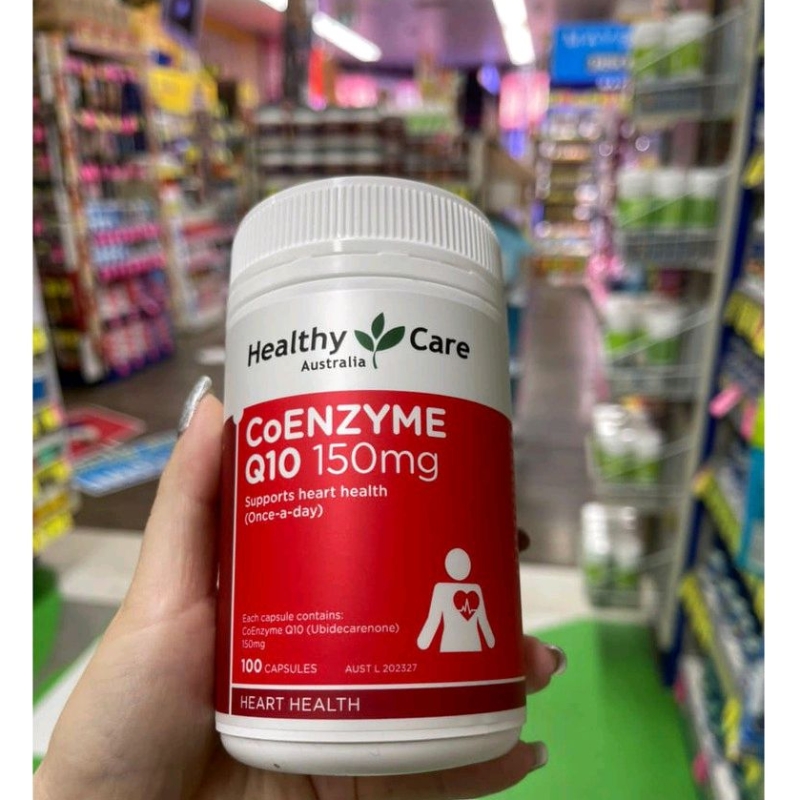 Healthy Care
Australia
CoENZYME
Q10 150mg
Supports heart health
(Once-a-day)
Each capsule contains:
CoEnzyme Q10 (Ubidecarenone)
150mg
100 CAPSULES AUST L 202327
HEART HEALTH